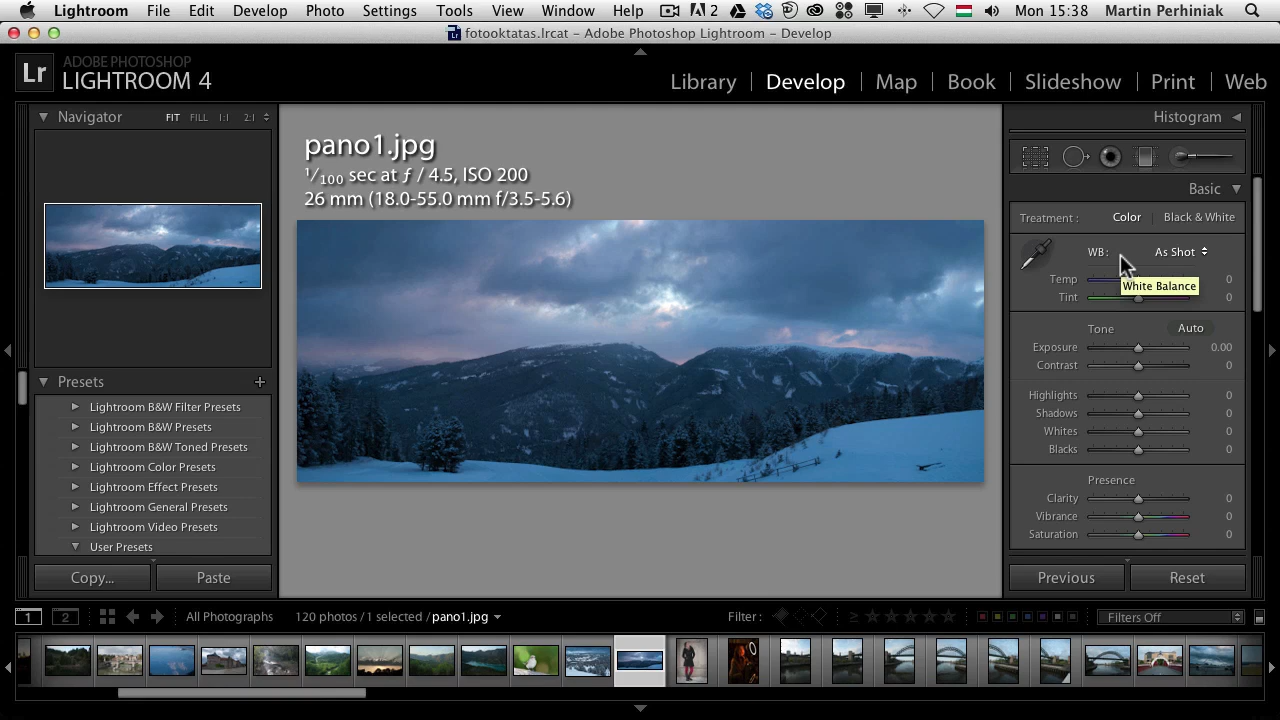 Lightroom File Edit Develop Photo Settings Tools View Window Help 2 Mon 15:38 Martin Perhiniak
fotooktatas.lrcat – Adobe Photoshop Lightroom – Develop
Lr ADOBE PHOTOSHOP
LIGHTROOM 4
Library | Develop | Map | Book | Slideshow | Print | Web
Navigator FIT FILL 1:1 2:1
Histogram
pano1.jpg
1/100 sec at ƒ / 4.5, ISO 200
26 mm (18.0-55.0 mm f/3.5-5.6)
Basic
Treatment : Color | Black & White
WB: As Shot
Temp 0
White Balance
Tint 0
Tone Auto
Exposure 0.00
Contrast 0
Highlights 0
Shadows 0
Whites 0
Blacks 0
Presence
Clarity 0
Vibrance 0
Saturation 0
Presets +
Lightroom B&W Filter Presets
Lightroom B&W Presets
Lightroom B&W Toned Presets
Lightroom Color Presets
Lightroom Effect Presets
Lightroom General Presets
Lightroom Video Presets
User Presets
Copy... Paste
Previous Reset
1 2 All Photographs 120 photos / 1 selected / pano1.jpg Filter : Filters Off